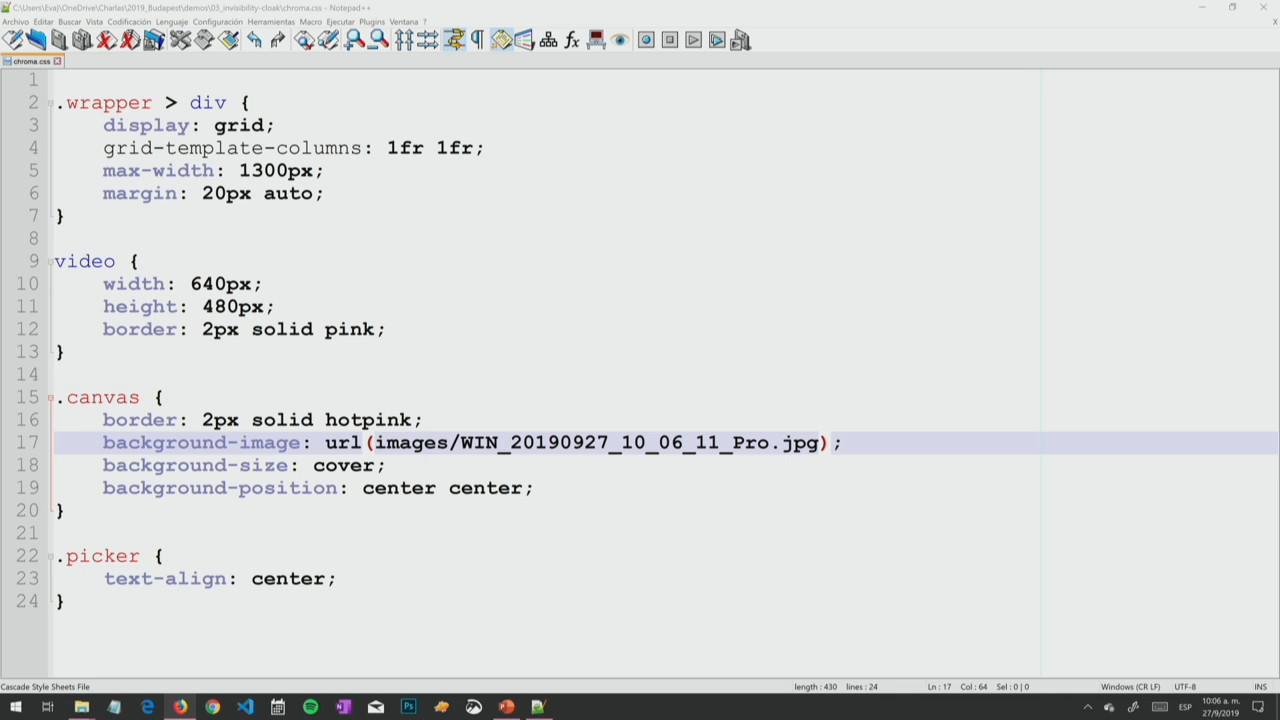 C:\Users\Evaj\OneDrive\Charlas\2019_Budapest\demos\03_invisibility-cloak\chroma.css - Notepad++
Archivo Editar Buscar Vista Codificación Lenguaje Configuración Herramientas Macro Ejecutar Plugins Ventana ?
X
chroma.css
1
2 .wrapper > div {
3 display: grid;
4 grid-template-columns: 1fr 1fr;
5 max-width: 1300px;
6 margin: 20px auto;
7 }
8
9 video {
10 width: 640px;
11 height: 480px;
12 border: 2px solid pink;
13 }
14
15 .canvas {
16 border: 2px solid hotpink;
17 background-image: url(images/WIN_20190927_10_06_11_Pro.jpg);
18 background-size: cover;
19 background-position: center center;
20 }
21
22 .picker {
23 text-align: center;
24 }
Cascade Style Sheets File length : 430 lines : 24 Ln : 17 Col : 64 Sel : 0 | 0 Windows (CR LF) UTF-8 INS
ESP 10:06 a. m.
27/9/2019